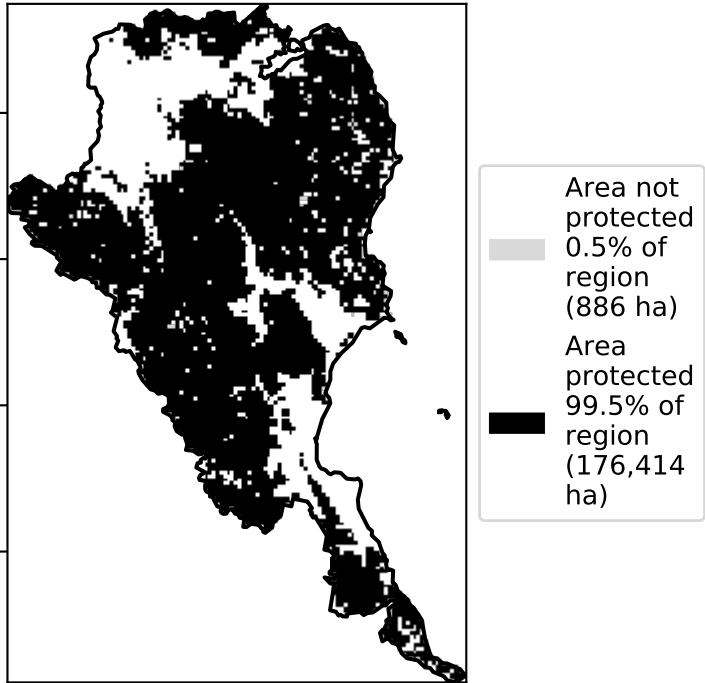 Area not
protected
0.5% of
region
(886 ha)
Area
protected
99.5% of
region
(176,414
ha)